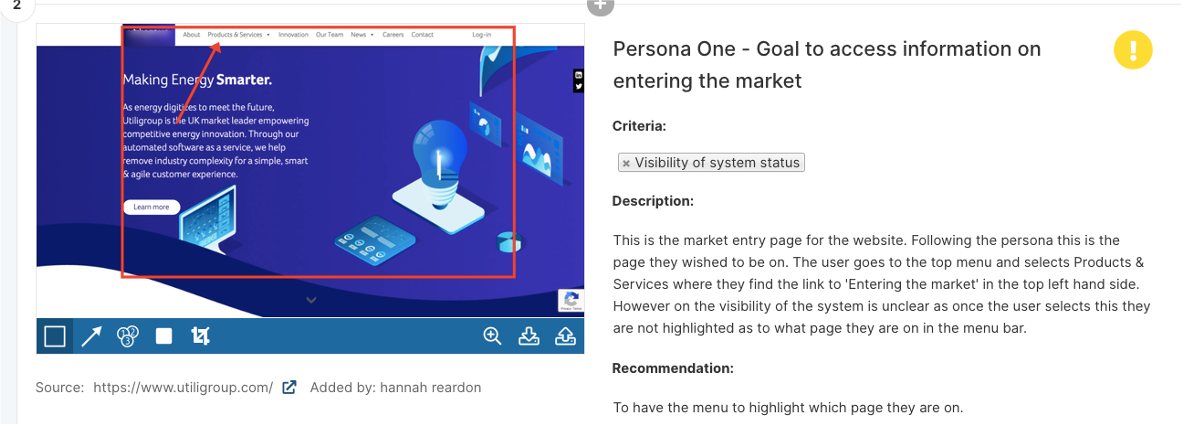 2
About Products & Services Innovation Our Team News Careers Contact Log-in
Making Energy Smarter.
As energy digitizes to meet the future,
Utiligroup is the UK market leader empowering
competitive energy innovation. Through our
automated software as a service, we help
remove industry complexity for a simple, smart
& agile customer experience.
Learn more
Privacy - Terms
1 2
3
Source: https://www.utiligroup.com/ Added by: hannah reardon
Persona One - Goal to access information on
entering the market
!
Criteria:
× Visibility of system status
Description:
This is the market entry page for the website. Following the persona this is the
page they wished to be on. The user goes to the top menu and selects Products &
Services where they find the link to 'Entering the market' in the top left hand side.
However on the visibility of the system is unclear as once the user selects this they
are not highlighted as to what page they are on in the menu bar.
Recommendation:
To have the menu to highlight which page they are on.